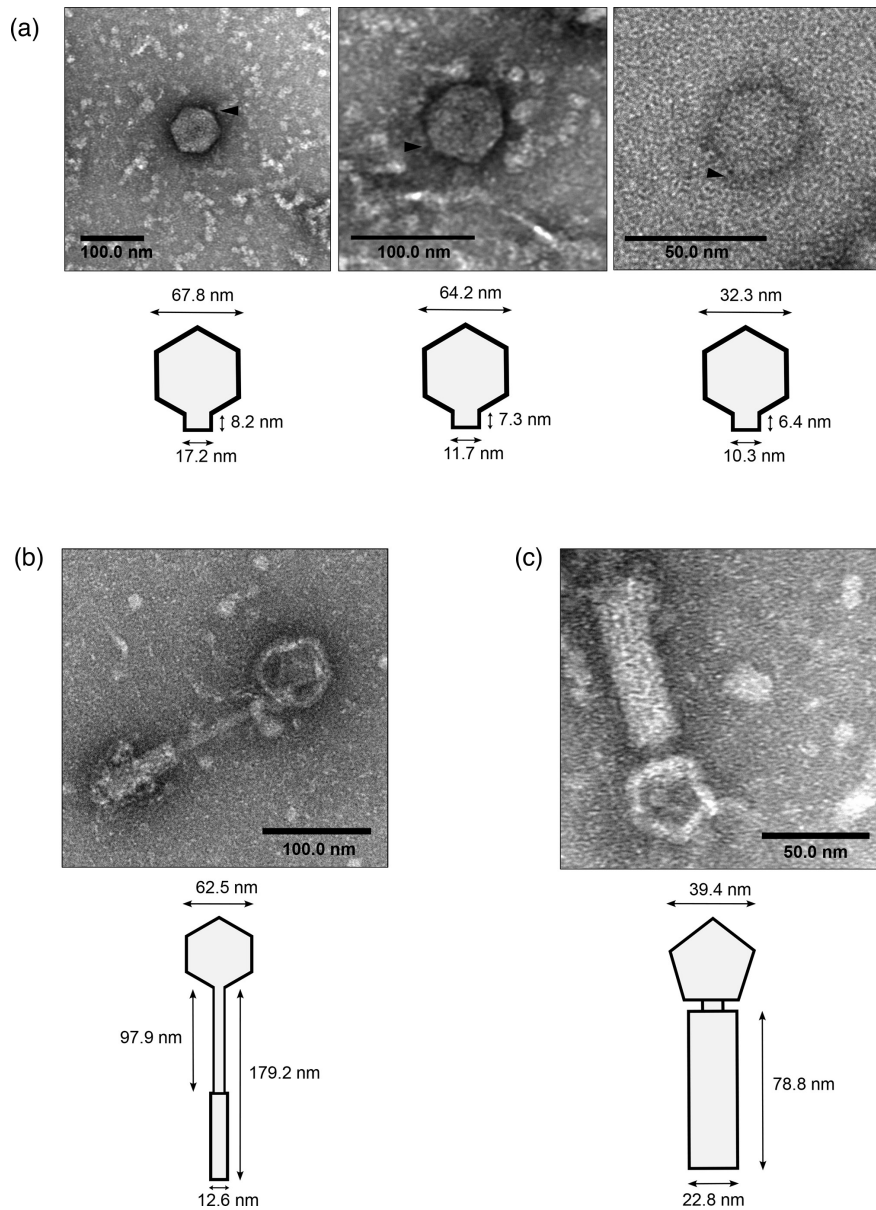 (a)
100.0 nm
100.0 nm
50.0 nm
67.8 nm
64.2 nm
32.3 nm
8.2 nm
7.3 nm
6.4 nm
17.2 nm
11.7 nm
10.3 nm
(b)
(c)
100.0 nm
50.0 nm
62.5 nm
39.4 nm
97.9 nm
179.2 nm
78.8 nm
12.6 nm
22.8 nm